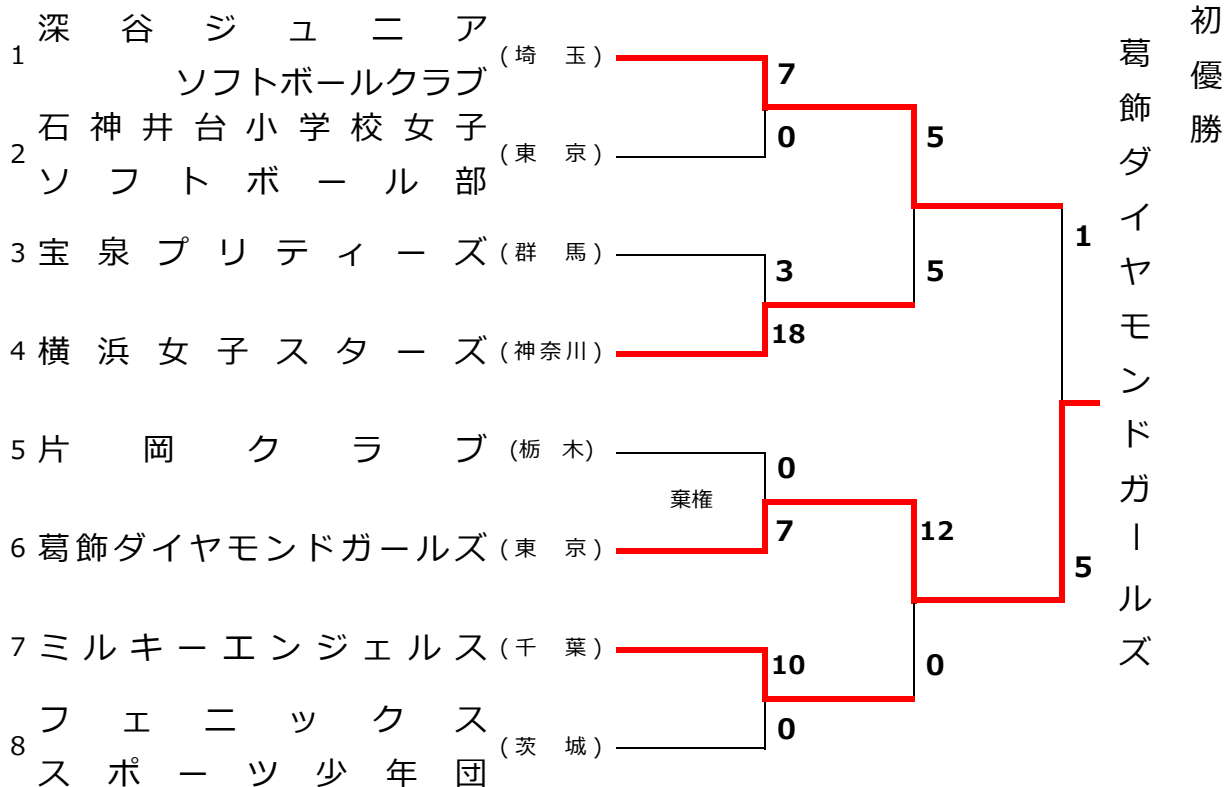 1 深谷ジュニア
ソフトボールクラブ (埼玉)
2 石神井台小学校女子
ソフトボール部 (東京)
3 宝泉プリティーズ (群馬)
4 横浜女子スターズ (神奈川)
5 片岡クラブ (栃木)
6 葛飾ダイヤモンドガールズ (東京)
7 ミルキーエンジェルス (千葉)
8 フェニックス
スポーツ少年団 (茨城)
7
0
3
18
0
棄権
7
10
0
5
5
12
0
1
5
初優勝
葛飾ダイヤモンドガールズ